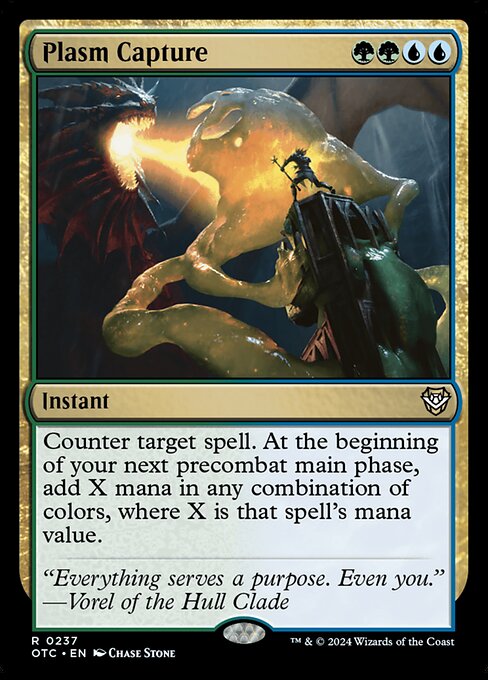 Plasm Capture
Instant
Counter target spell. At the beginning
of your next precombat main phase,
add X mana in any combination of
colors, where X is that spell's mana
value.
“Everything serves a purpose. Even you.”
—Vorel of the Hull Clade
R 0237
OTC • EN Chase Stone
™ & © 2024 Wizards of the Coast